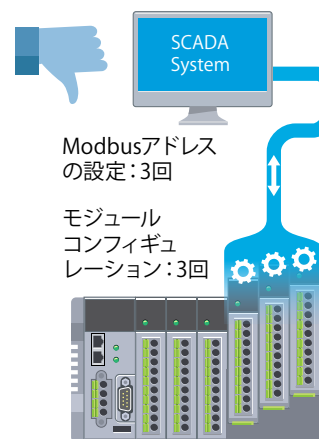 SCADA
System
Modbusアドレス
の設定：3回
モジュール
コンフィギュ
レーション：3回